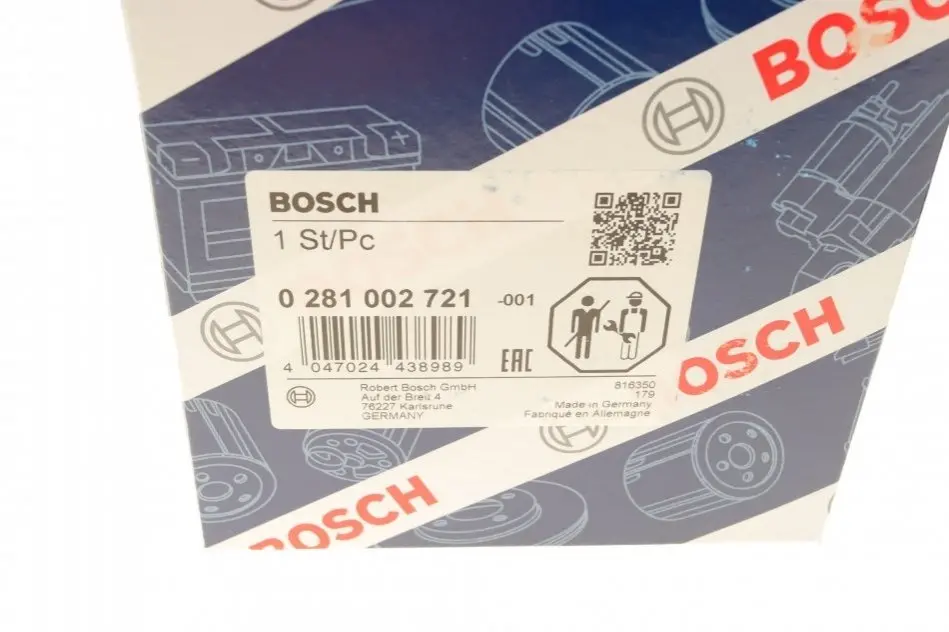 BOSCH
BOSCH
1 St/Pc
0 281 002 721 -001
4 047024 438989
EAC
Robert Bosch GmbH
Auf der Breit 4
76227 Karlsruhe
GERMANY
816350
179
Made in Germany
Fabriqué en Allemagne
BOSCH
BOSCH